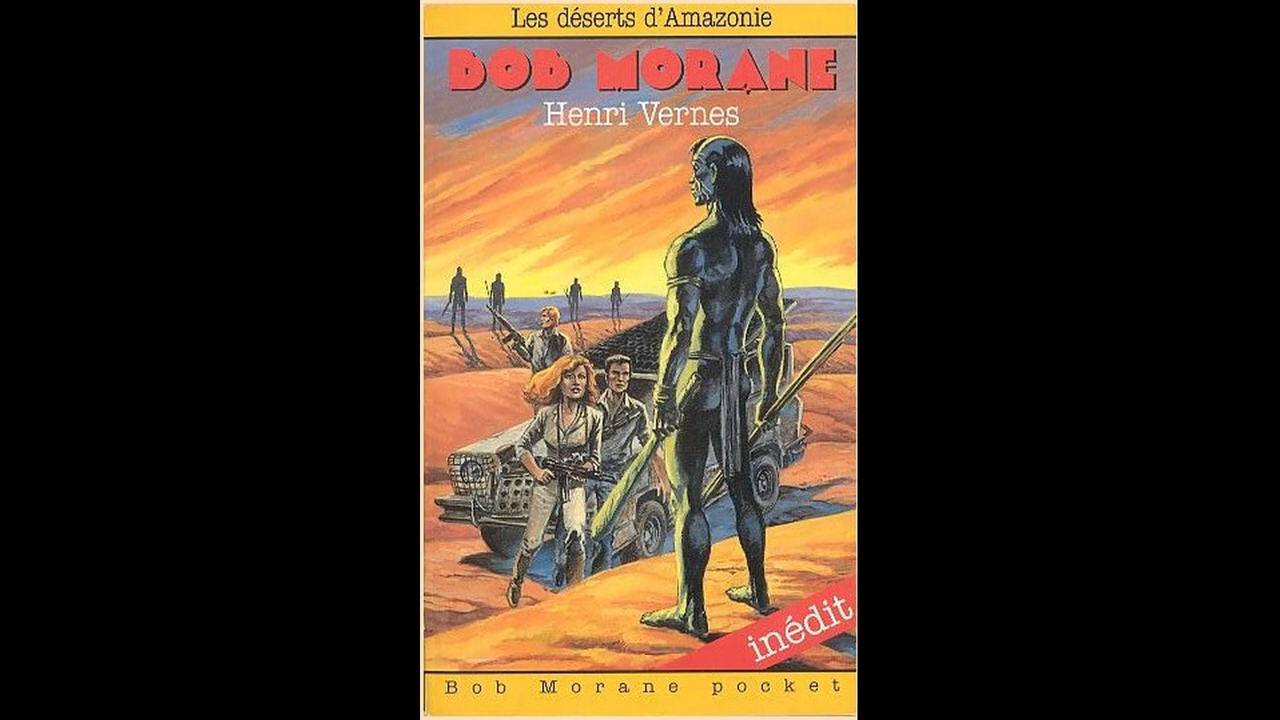 Les déserts d'Amazonie
BOB MORANE
Henri Vernes
inédit
Bob Morane pocket